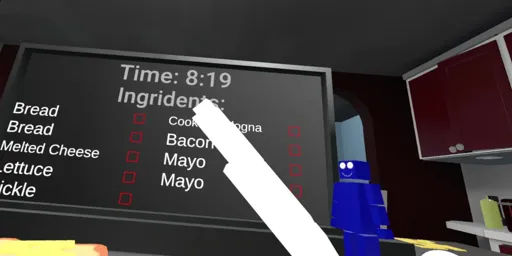 Time: 8:19
Ingridents:
Bread
Bread
Melted Cheese
Lettuce
ickle
Bacon
Mayo
Mayo